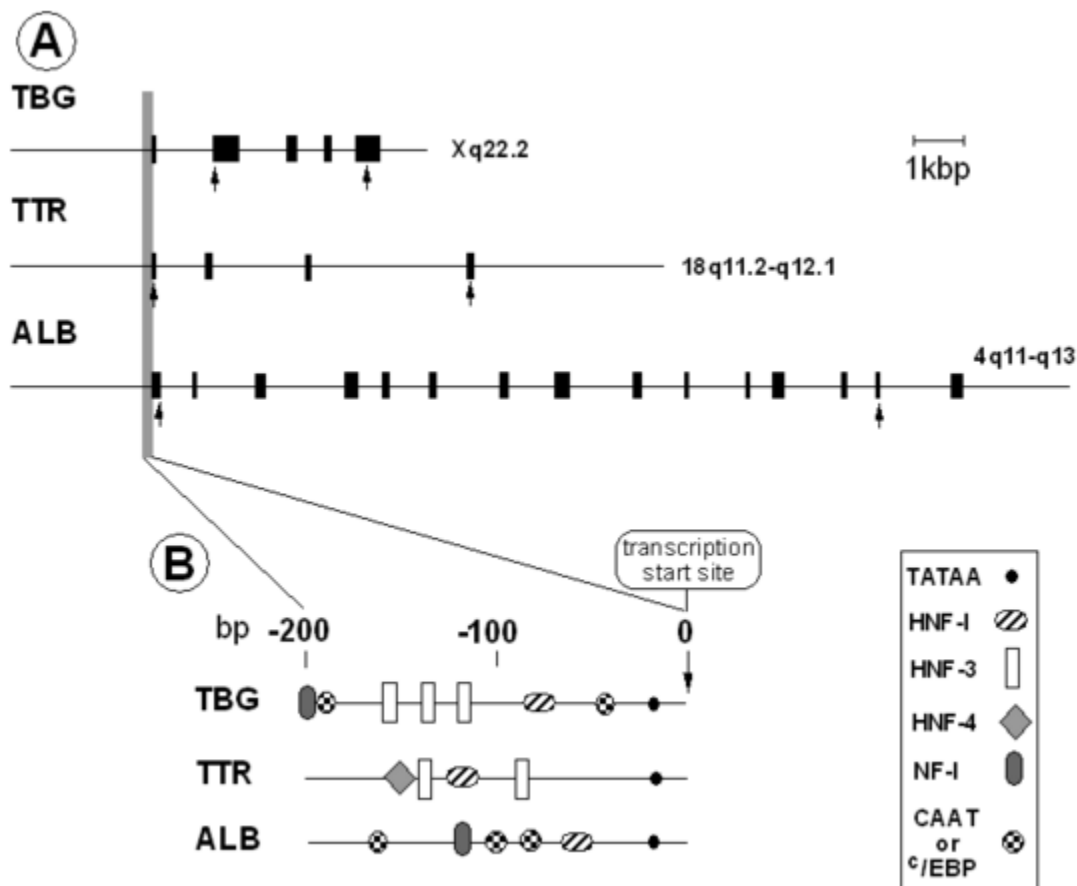 A
TBG
Xq22.2
1kbp
TTR
18q11.2-q12.1
ALB
4q11-q13
B
transcription
start site
bp -200 -100 0
TBG
TTR
ALB
TATAA
HNF-I
HNF-3
HNF-4
NF-I
CAAT
or
c/EBP